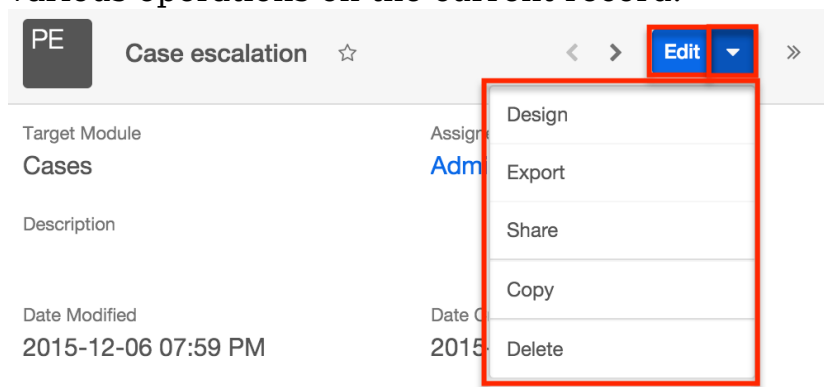 various operations on the current record.
PE
Case escalation
Edit
Target Module
Cases
Design
Export
Share
Copy
Delete
Description
Date Modified
2015-12-06 07:59 PM